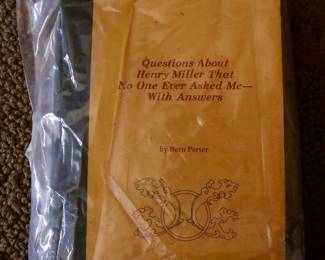 Questions About
Henry Miller That
No One Ever Asked Me—
With Answers
by Bern Porter